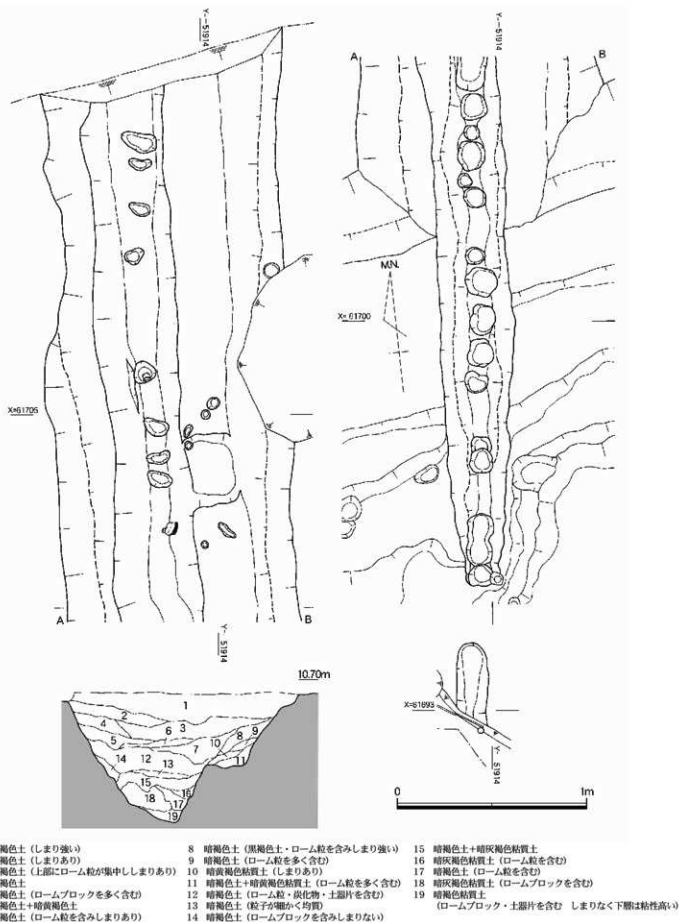 Y=-51914
Y=-51914
A
B
M.N.
X=61700
X=61705
A
B
Y=-51914
10.70m
1
2
3
4
5
6
7
8
9
10
11
12
13
14
15
16
17
18
19
X=61693
Y=-51914
0 1m
褐色土（しまり強い）
褐色土（しまりあり）
褐色土（上部にローム粒が集中ししまりあり）
褐色土
褐色土（ロームブロックを多く含む）
褐色土+暗黄褐色土
褐色土（ローム粒を含みしまりあり）
8 暗褐色土（黒褐色土・ローム粒を含みしまり強い）
9 暗褐色土（ローム粒を多く含む）
10 暗黄褐色粘質土（しまりあり）
11 暗褐色土+暗黄褐色粘質土（ローム粒を多く含む）
12 暗褐色土（ローム粒・炭化物・土器片を含む）
13 暗褐色土（粒子が細かく均質）
14 暗褐色土（ロームブロックを含みしまりない）
15 暗褐色土+暗灰褐色粘質土
16 暗灰褐色粘質土（ローム粒を含む）
17 暗褐色土（ローム粒を含む）
18 暗灰褐色粘質土（ロームブロックを含む）
19 暗褐色粘質土
（ロームブロック・土器片を含む　しまりなく下層は粘性高い）